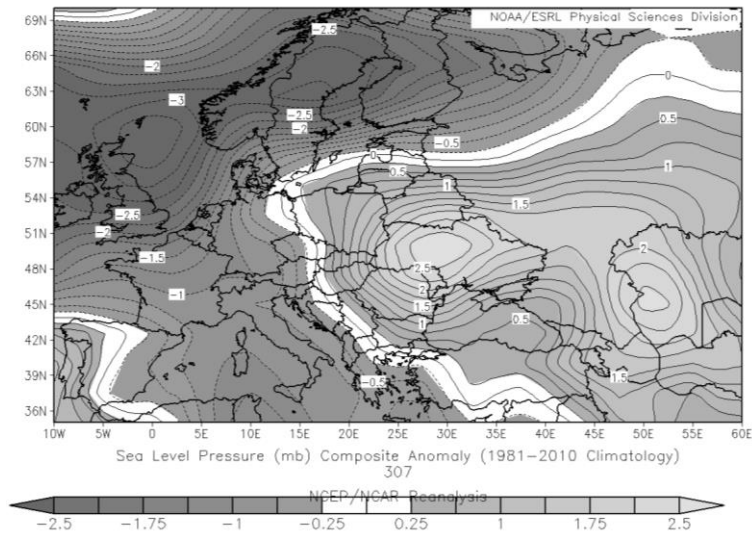 NOAA/ESRL Physical Sciences Division
69N
-2.5
66N -2
0
63N -3
0.5
-2.5
60N -2
-0.5
0
57N 0.5 1
1
54N 1.5
-2.5
51N -2
2
-1.5
48N 2.5
2
-1
45N 1.5
0.5
1
42N
39N -0.5 1.5
36N
10W 5W 0 5E 10E 15E 20E 25E 30E 35E 40E 45E 50E 55E 60E
Sea Level Pressure (mb) Composite Anomaly (1981-2010 Climatology)
307
NCEP/NCAR Reanalysis
-2.5 -1.75 -1 -0.25 0.25 1 1.75 2.5